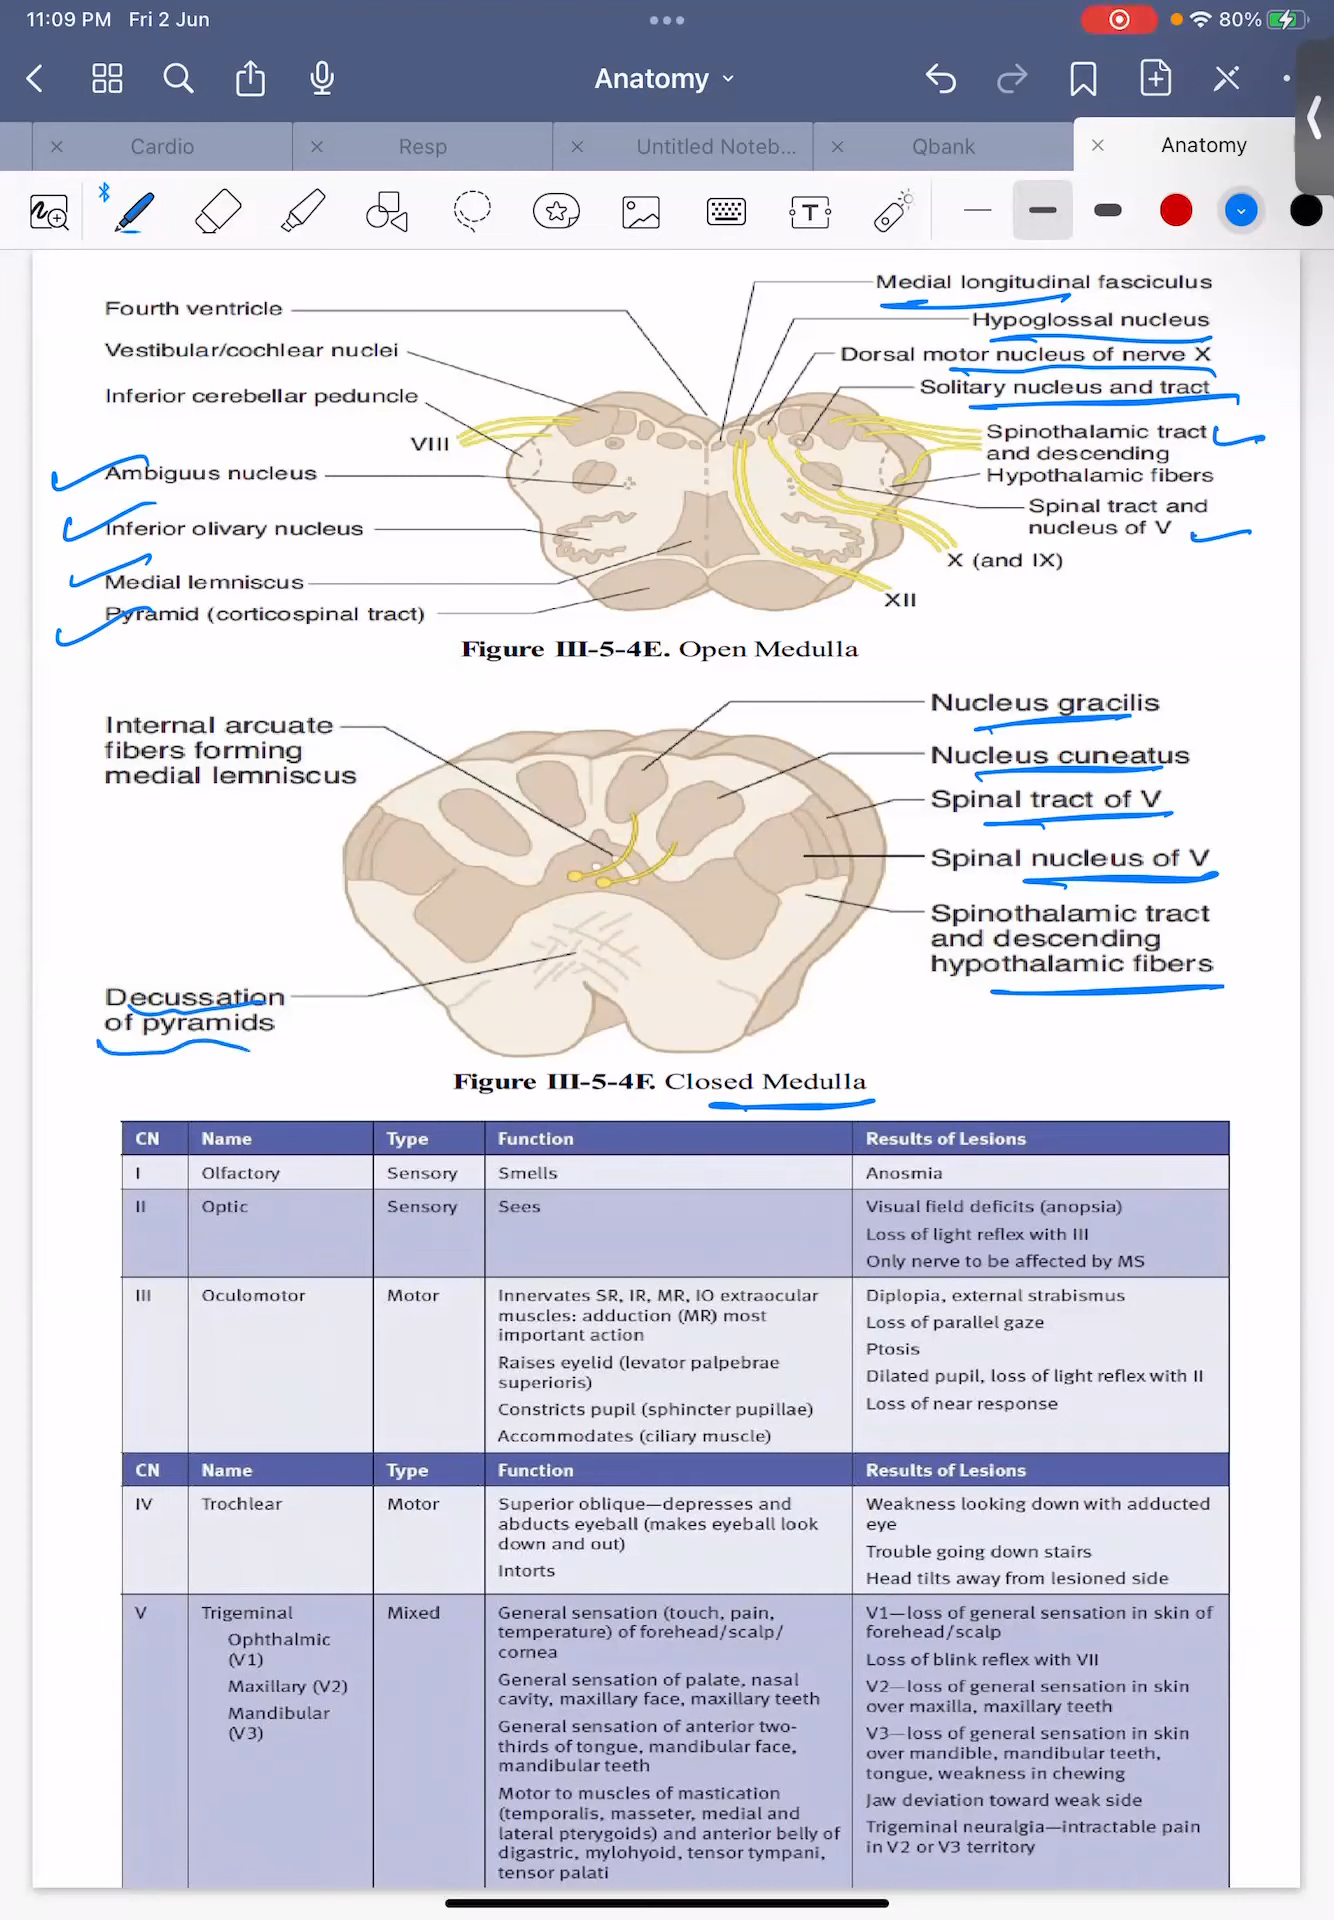 11:09 PM Fri 2 Jun
80%
Anatomy
Cardio
Resp
Untitled Noteb...
Qbank
Anatomy
T
Fourth ventricle
Vestibular/cochlear nuclei
Inferior cerebellar peduncle
VIII
Ambiguus nucleus
Inferior olivary nucleus
Medial lemniscus
Pyramid (corticospinal tract)
Medial longitudinal fasciculus
Hypoglossal nucleus
Dorsal motor nucleus of nerve X
Solitary nucleus and tract
Spinothalamic tract
and descending
Hypothalamic fibers
Spinal tract and
nucleus of V
X (and IX)
XII
Figure III-5-4E. Open Medulla
Internal arcuate
fibers forming
medial lemniscus
Decussation
of pyramids
Nucleus gracilis
Nucleus cuneatus
Spinal tract of V
Spinal nucleus of V
Spinothalamic tract
and descending
hypothalamic fibers
Figure III-5-4F. Closed Medulla
CN Name Type Function Results of Lesions
I Olfactory Sensory Smells Anosmia
II Optic Sensory Sees Visual field deficits (anopsia)
Loss of light reflex with III
Only nerve to be affected by MS
III Oculomotor Motor
Innervates SR, IR, MR, IO extraocular
muscles: adduction (MR) most
important action
Raises eyelid (levator palpebrae
superioris)
Constricts pupil (sphincter pupillae)
Accommodates (ciliary muscle)
Diplopia, external strabismus
Loss of parallel gaze
Ptosis
Dilated pupil, loss of light reflex with II
Loss of near response
CN Name Type Function Results of Lesions
IV Trochlear Motor
Superior oblique—depresses and
abducts eyeball (makes eyeball look
down and out)
Intorts
Weakness looking down with adducted
eye
Trouble going down stairs
Head tilts away from lesioned side
V Trigeminal Mixed
Ophthalmic
(V1)
Maxillary (V2)
Mandibular
(V3)
General sensation (touch, pain,
temperature) of forehead/scalp/
cornea
General sensation of palate, nasal
cavity, maxillary face, maxillary teeth
General sensation of anterior two-
thirds of tongue, mandibular face,
mandibular teeth
Motor to muscles of mastication
(temporalis, masseter, medial and
lateral pterygoids) and anterior belly of
digastric, mylohyoid, tensor tympani,
tensor palati
V1—loss of general sensation in skin of
forehead/scalp
Loss of blink reflex with VII
V2—loss of general sensation in skin
over maxilla, maxillary teeth
V3—loss of general sensation in skin
over mandible, mandibular teeth,
tongue, weakness in chewing
Jaw deviation toward weak side
Trigeminal neuralgia—intractable pain
in V2 or V3 territory